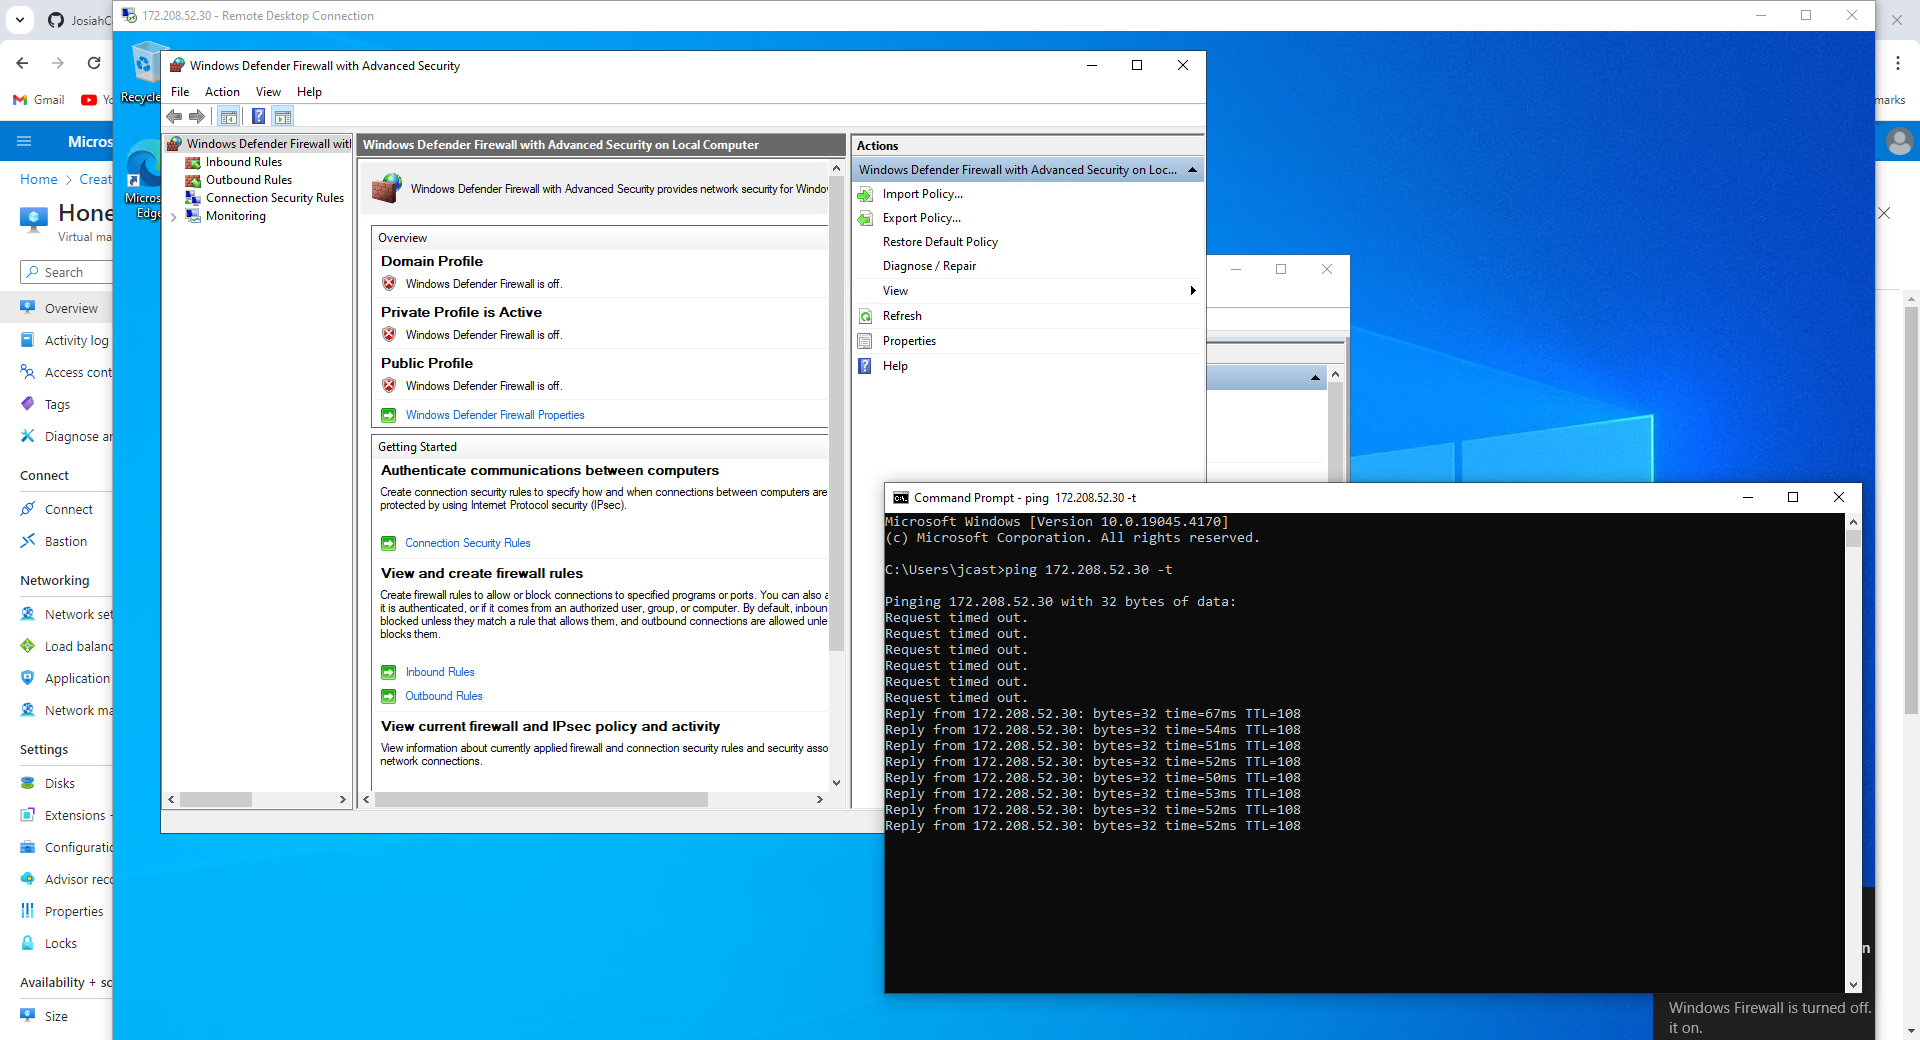 JosiahC
172.208.52.30 - Remote Desktop Connection
Gmail
marks
Micros
Home > Creat
Hone
Virtual ma
Search
Overview
Activity log
Access cont
Tags
Diagnose an
Connect
Connect
Bastion
Networking
Network set
Load balanc
Application
Network ma
Settings
Disks
Extensions +
Configuratio
Advisor reco
Properties
Locks
Availability + sc
Size
Recycle
Micros
Edge
Windows Defender Firewall with Advanced Security
File Action View Help
Windows Defender Firewall with
Inbound Rules
Outbound Rules
Connection Security Rules
Monitoring
Windows Defender Firewall with Advanced Security on Local Computer
Windows Defender Firewall with Advanced Security provides network security for Window
Overview
Domain Profile
Windows Defender Firewall is off.
Private Profile is Active
Windows Defender Firewall is off.
Public Profile
Windows Defender Firewall is off.
Windows Defender Firewall Properties
Getting Started
Authenticate communications between computers
Create connection security rules to specify how and when connections between computers are
protected by using Internet Protocol security (IPsec).
Connection Security Rules
View and create firewall rules
Create firewall rules to allow or block connections to specified programs or ports. You can also a
it is authenticated, or if it comes from an authorized user, group, or computer. By default, inboun
blocked unless they match a rule that allows them, and outbound connections are allowed unle
blocks them.
Inbound Rules
Outbound Rules
View current firewall and IPsec policy and activity
View information about currently applied firewall and connection security rules and security asso
network connections.
Actions
Windows Defender Firewall with Advanced Security on Loc...
Import Policy...
Export Policy...
Restore Default Policy
Diagnose / Repair
View
Refresh
Properties
Help
Command Prompt - ping 172.208.52.30 -t
Microsoft Windows [Version 10.0.19045.4170]
(c) Microsoft Corporation. All rights reserved.
C:\Users\jcast>ping 172.208.52.30 -t
Pinging 172.208.52.30 with 32 bytes of data:
Request timed out.
Request timed out.
Request timed out.
Request timed out.
Request timed out.
Request timed out.
Reply from 172.208.52.30: bytes=32 time=67ms TTL=108
Reply from 172.208.52.30: bytes=32 time=54ms TTL=108
Reply from 172.208.52.30: bytes=32 time=51ms TTL=108
Reply from 172.208.52.30: bytes=32 time=52ms TTL=108
Reply from 172.208.52.30: bytes=32 time=50ms TTL=108
Reply from 172.208.52.30: bytes=32 time=53ms TTL=108
Reply from 172.208.52.30: bytes=32 time=52ms TTL=108
Reply from 172.208.52.30: bytes=32 time=52ms TTL=108
n
Windows Firewall is turned off.
it on.